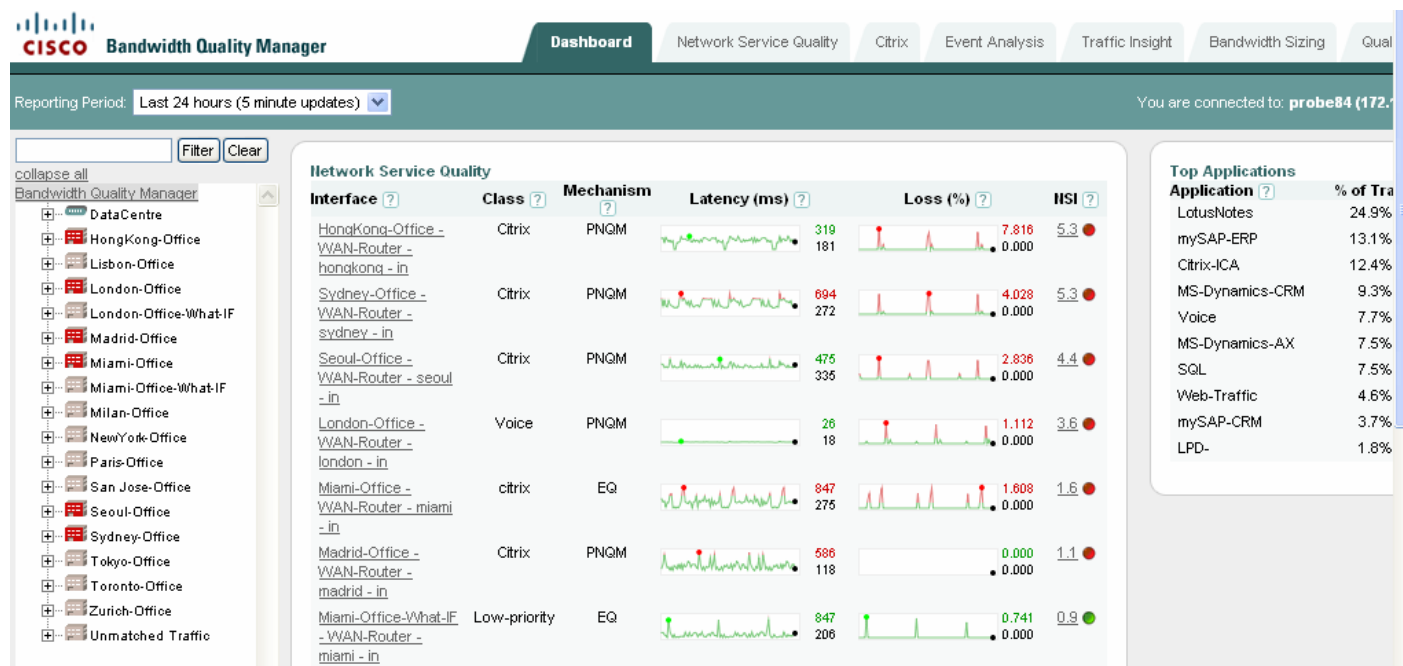 CISCO Bandwidth Quality Manager
Dashboard Network Service Quality Citrix Event Analysis Traffic Insight Bandwidth Sizing Qual
Reporting Period: Last 24 hours (5 minute updates) You are connected to: probe84 (172.
Filter Clear
collapse all
Bandwidth Quality Manager
DataCentre
HongKong-Office
Lisbon-Office
London-Office
London-Office-What-IF
Madrid-Office
Miami-Office
Miami-Office-What-IF
Milan-Office
NewYork-Office
Paris-Office
San Jose-Office
Seoul-Office
Sydney-Office
Tokyo-Office
Toronto-Office
Zurich-Office
Unmatched Traffic
Network Service Quality
Interface ? Class ? Mechanism ? Latency (ms) ? Loss (%) ? NSI ?
HongKong-Office - Citrix PNQM 319 7.816 5.3
WAN-Router - 181 0.000
hongkong - in
Sydney-Office - Citrix PNQM 694 4.028 5.3
WAN-Router - 272 0.000
sydney - in
Seoul-Office - Citrix PNQM 475 2.836 4.4
WAN-Router - seoul 335 0.000
- in
London-Office - Voice PNQM 26 1.112 3.6
WAN-Router - 18 0.000
london - in
Miami-Office - citrix EQ 847 1.608 1.6
WAN-Router - miami 275 0.000
- in
Madrid-Office - Citrix PNQM 586 0.000 1.1
WAN-Router - 118 0.000
madrid - in
Miami-Office-What-IF Low-priority EQ 847 0.741 0.9
- WAN-Router - 206 0.000
miami - in
Top Applications
Application ? % of Tra
LotusNotes 24.9%
mySAP-ERP 13.1%
Citrix-ICA 12.4%
MS-Dynamics-CRM 9.3%
Voice 7.7%
MS-Dynamics-AX 7.5%
SQL 7.5%
Web-Traffic 4.6%
mySAP-CRM 3.7%
LPD- 1.8%